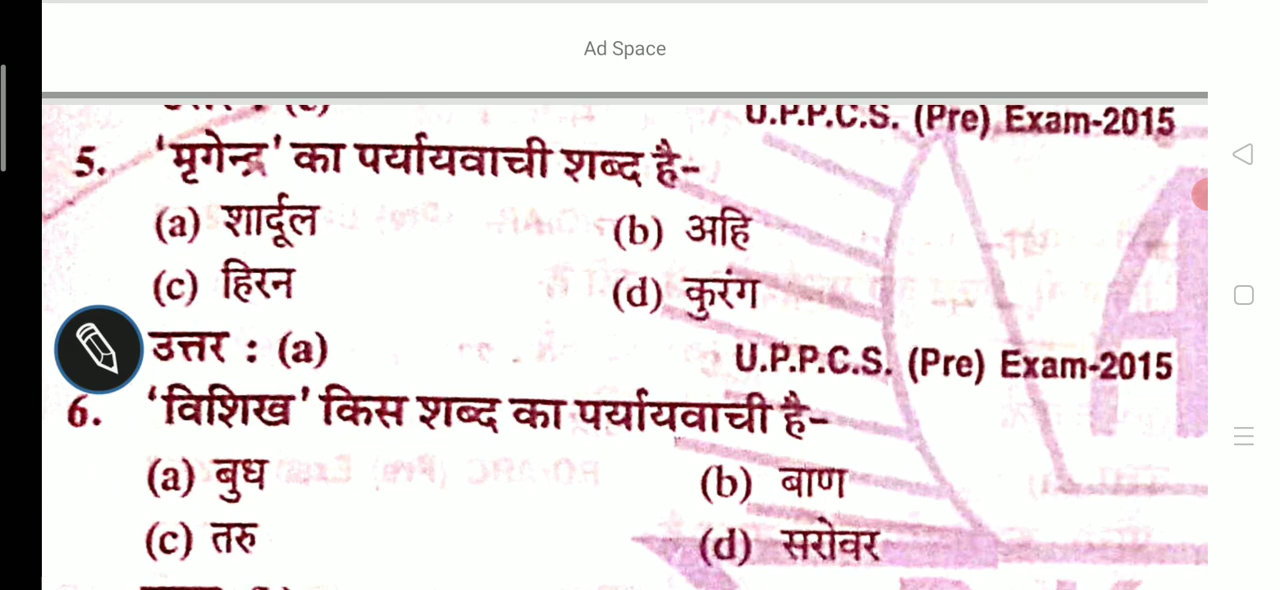 Ad Space
U.P.P.C.S. (Pre) Exam-2015
5. 'मृगेन्द्र' का पर्यायवाची शब्द है-
(a) शार्दूल (b) अहि
(c) हिरन (d) कुरंग
उत्तर : (a)
U.P.P.C.S. (Pre) Exam-2015
6. 'विशिख' किस शब्द का पर्यायवाची है-
(a) बुध (b) बाण
(c) तरु (d) सरोवर